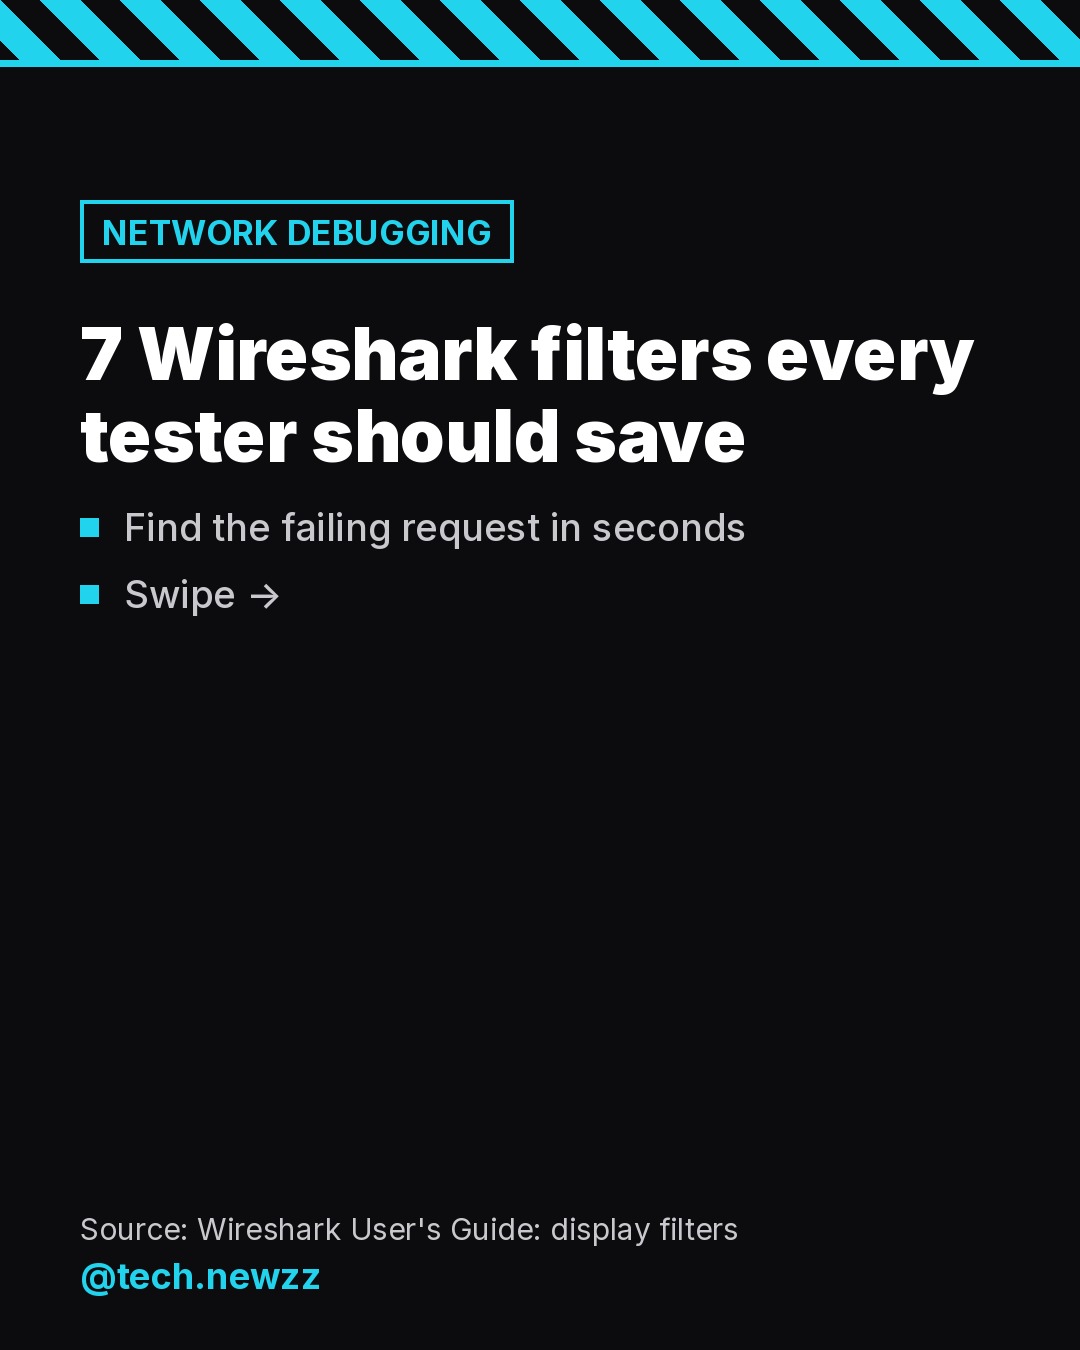 NETWORK DEBUGGING
7 Wireshark filters every
tester should save
Find the failing request in seconds
Swipe →
Source: Wireshark User's Guide: display filters
@tech.newzz